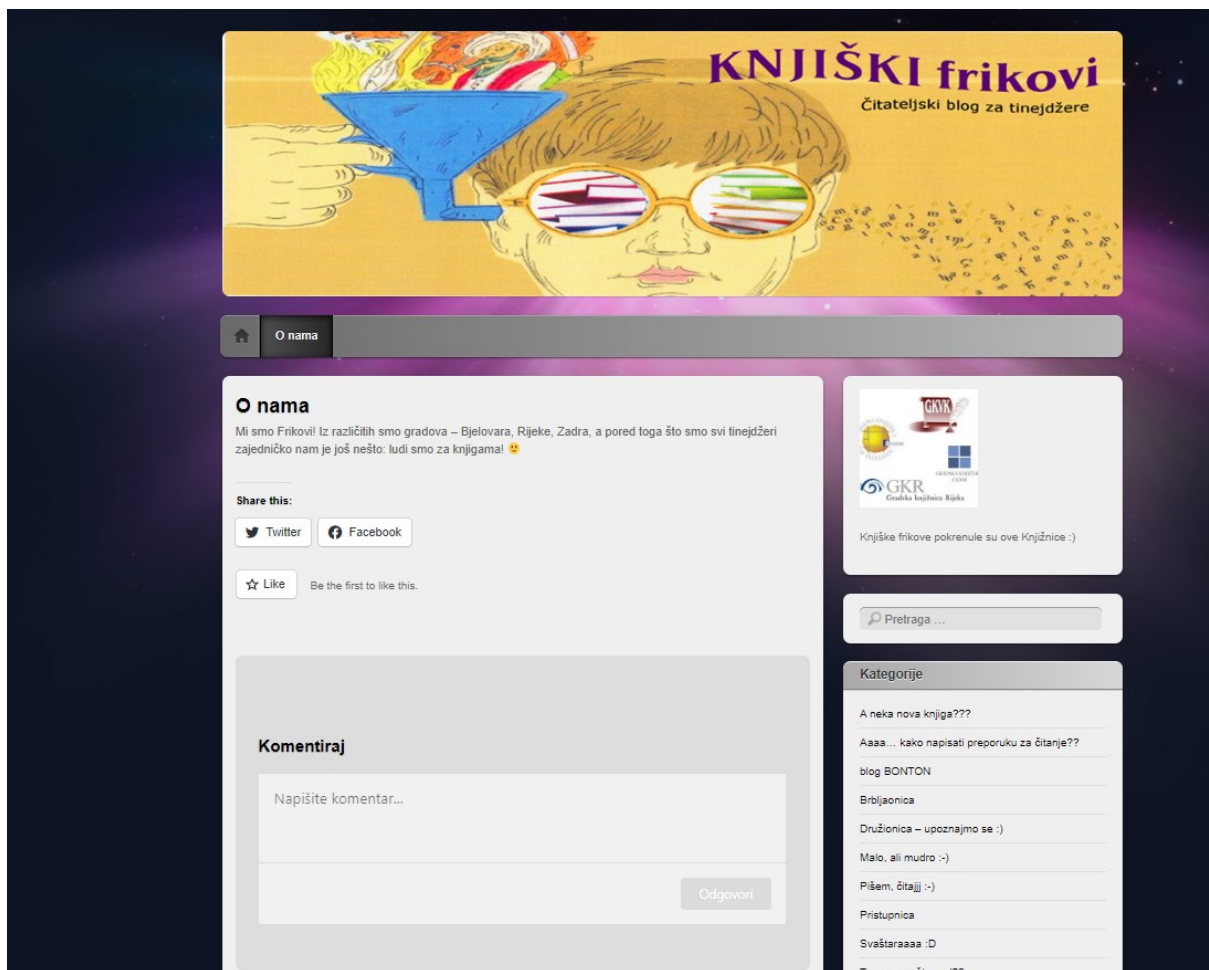 KNJIŠKI frikovi
Čitateljski blog za tinejdžere
O nama
O nama
Mi smo Frikovi! Iz različitih smo gradova – Bjelovara, Rijeke, Zadra, a pored toga što smo svi tinejdžeri
zajedničko nam je još nešto: ludi smo za knjigama! 🙂
Share this:
Twitter
Facebook
Like
Be the first to like this.
Komentiraj
Napišite komentar...
Odgovori
GKVK
GKR
Gradska knjižnica Rijeka
Knjiške frikove pokrenule su ove Knjižnice :)
Pretraga …
Kategorije
A neka nova knjiga???
Aaaa… kako napisati preporuku za čitanje??
blog BONTON
Brbljaonica
Družionica – upoznajmo se :)
Malo, ali mudro :-)
Pišem, čitajjj :-)
Pristupnica
Svaštaraaaa :D